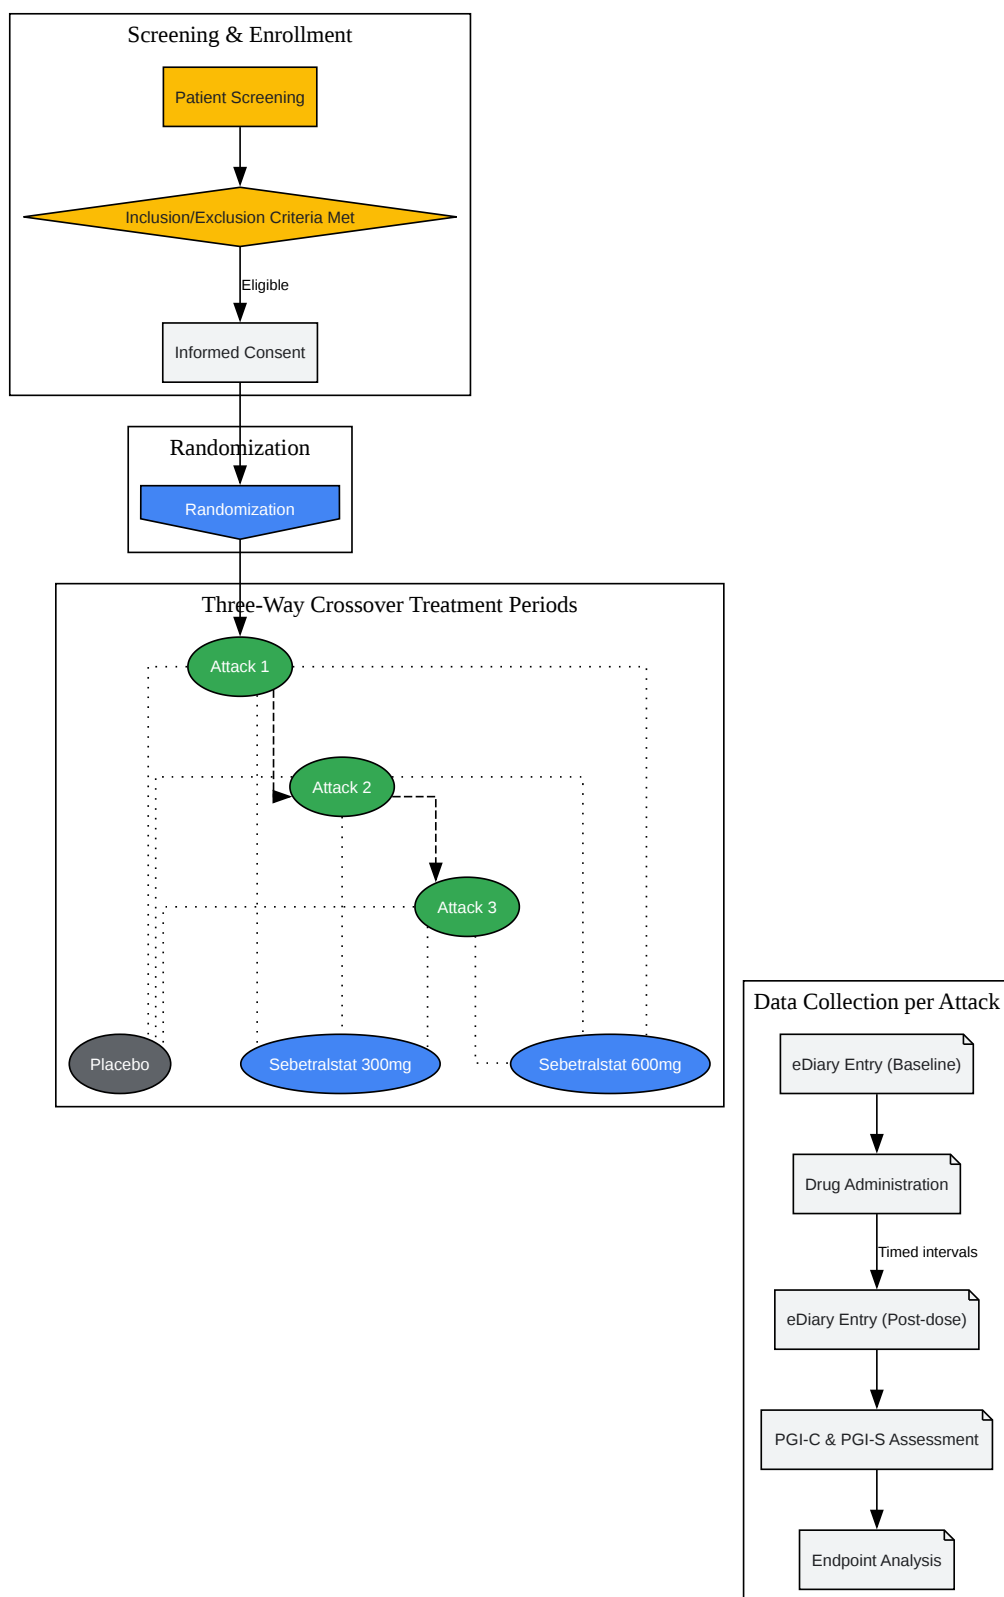 Screening & Enrollment
Patient Screening
Inclusion/Exclusion Criteria Met
Eligible
Informed Consent
Randomization
Randomization
Three-Way Crossover Treatment Periods
Attack 1
Attack 2
Attack 3
Placebo
Sebetralstat 300mg
Sebetralstat 600mg
Data Collection per Attack
eDiary Entry (Baseline)
Drug Administration
Timed intervals
eDiary Entry (Post-dose)
PGI-C & PGI-S Assessment
Endpoint Analysis